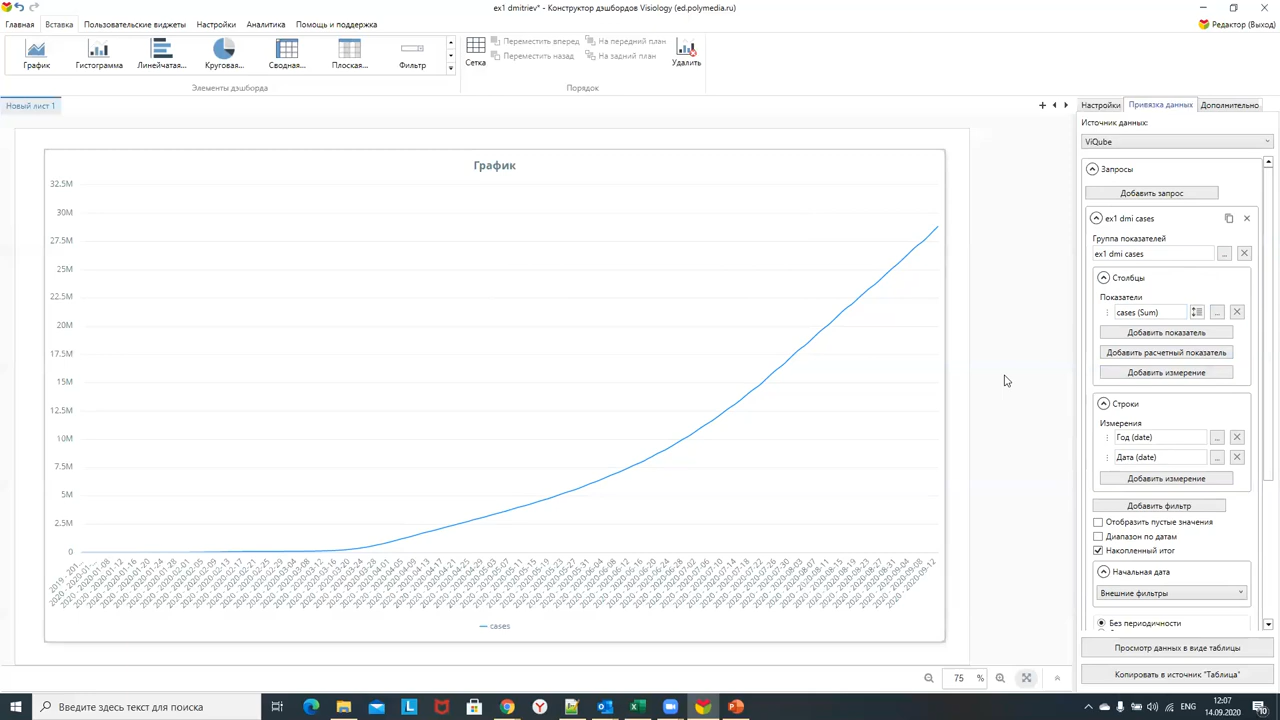 ex1 dmitriev* - Конструктор дэшбордов Visiology (ed.polymedia.ru)
Главная Вставка Пользовательские виджеты Настройки Аналитика Помощь и поддержка
Редактор (Выход)
График Гистограмма Линейчатая... Круговая... Сводная... Плоская... Фильтр
Сетка Переместить вперед На передний план
Переместить назад На задний план Удалить
Элементы дэшборда Порядок
Новый лист 1
Настройки Привязка данных Дополнительно
Источник данных:
ViQube
Запросы
Добавить запрос
ex1 dmi cases
Группа показателей
ex1 dmi cases ...
Столбцы
Показатели
cases (Sum) ...
Добавить показатель
Добавить расчетный показатель
Добавить измерение
Строки
Измерения
Год (date) ...
Дата (date) ...
Добавить измерение
Добавить фильтр
Отобразить пустые значения
Диапазон по датам
Накопленный итог
Начальная дата
Внешние фильтры
Без периодичности
Просмотр данных в виде таблицы
Копировать в источник "Таблица"
График
32.5M
30M
27.5M
25M
22.5M
20M
17.5M
15M
12.5M
10M
7.5M
5M
2.5M
0
cases
75 %
Введите здесь текст для поиска
ENG
12:07
14.09.2020
10